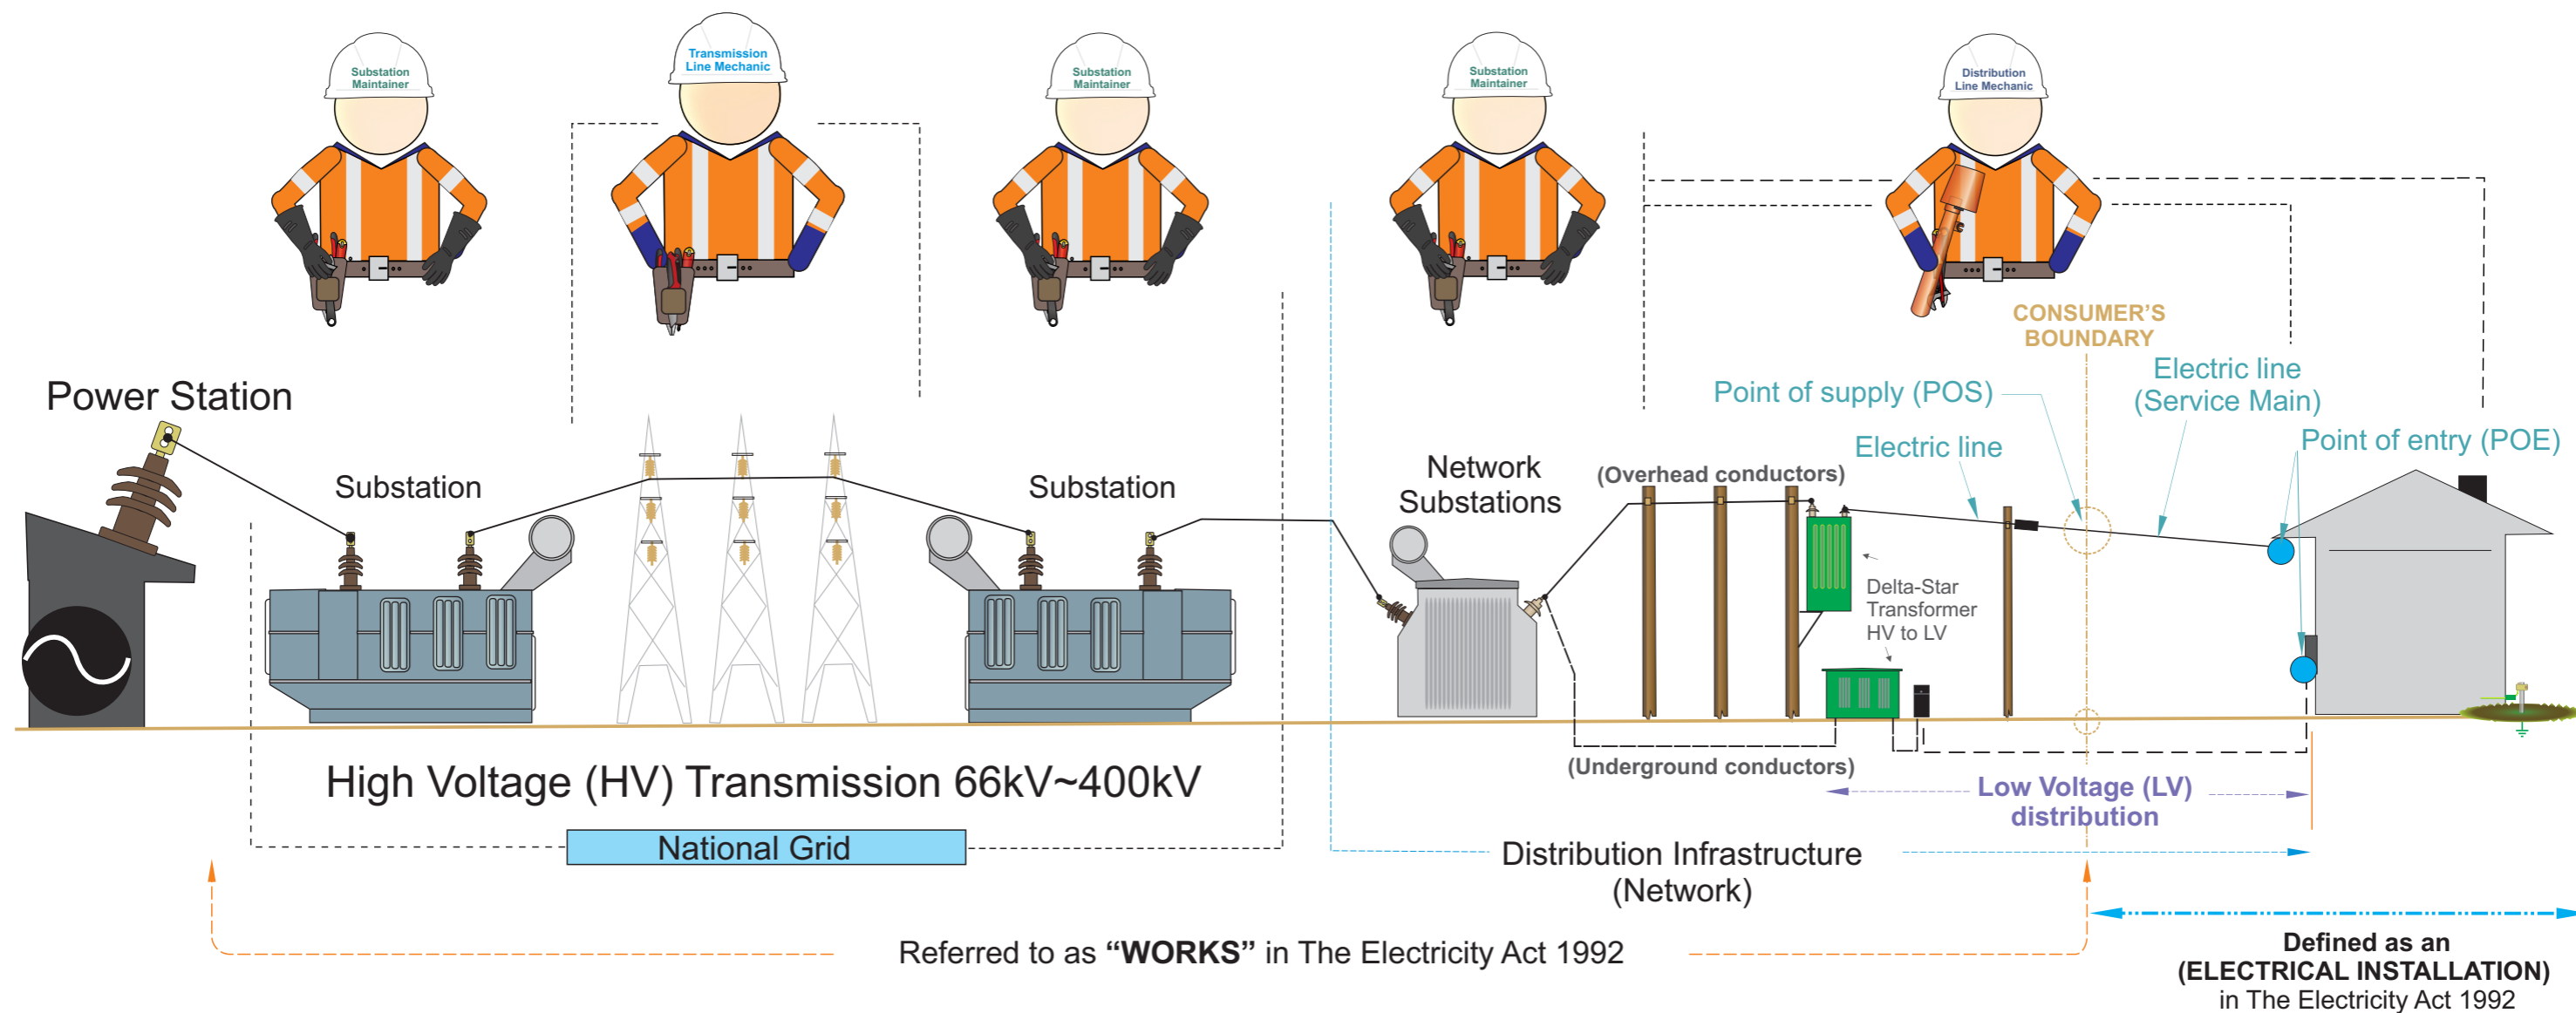 Substation
Maintainer
Transmission
Line Mechanic
Substation
Maintainer
Substation
Maintainer
Distribution
Line Mechanic
CONSUMER’S
BOUNDARY
Power Station
Point of supply (POS)
Electric line
(Service Main)
Electric line
Point of entry (POE)
Substation
Substation
Network
Substations
(Overhead conductors)
Delta-Star
Transformer
HV to LV
(Underground conductors)
High Voltage (HV) Transmission 66kV~400kV
Low Voltage (LV)
distribution
National Grid
Distribution Infrastructure
(Network)
Referred to as “WORKS” in The Electricity Act 1992
Defined as an
(ELECTRICAL INSTALLATION)
in The Electricity Act 1992